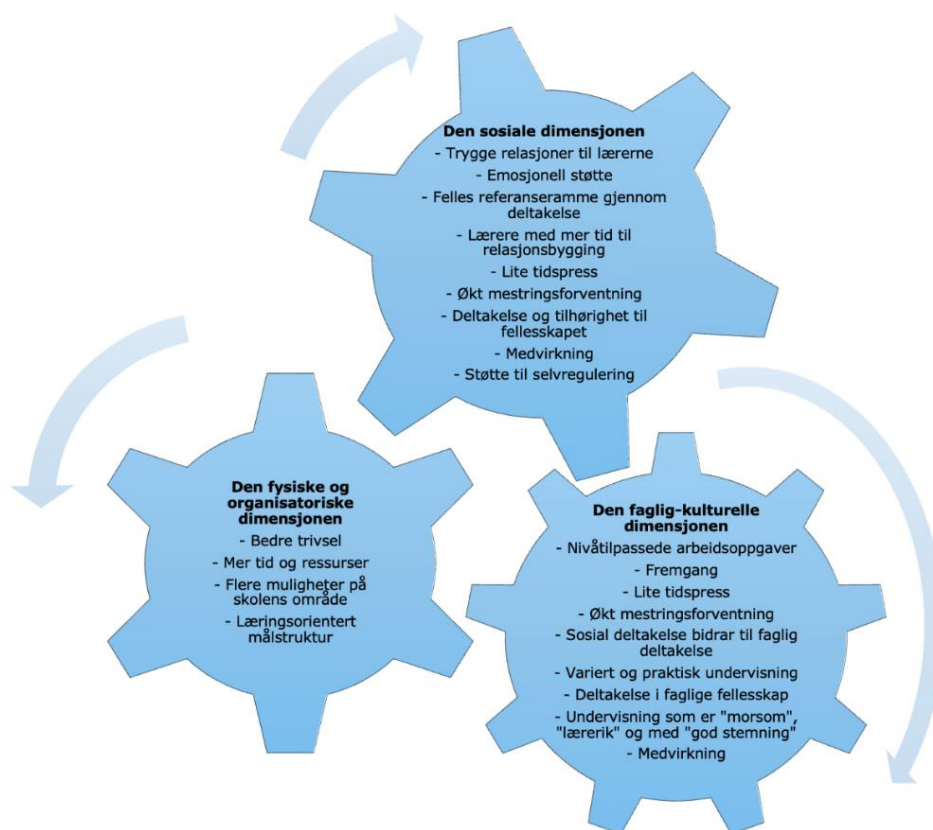 Den sosiale dimensjonen
- Trygge relasjoner til lærerne
- Emosjonell støtte
- Felles referanseramme gjennom
deltakelse
- Lærere med mer tid til
relasjonsbygging
- Lite tidspress
- Økt mestringsforventning
- Deltakelse og tilhørighet til
fellesskapet
- Medvirkning
- Støtte til selvregulering
Den fysiske og
organisatoriske
dimensjonen
- Bedre trivsel
- Mer tid og ressurser
- Flere muligheter på
skolens område
- Læringsorientert
målstruktur
Den faglig-kulturelle
dimensjonen
- Nivåtilpassede arbeidsoppgaver
- Fremgang
- Lite tidspress
- Økt mestringsforventning
- Sosial deltakelse bidrar til faglig
deltakelse
- Variert og praktisk undervisning
- Deltakelse i faglige fellesskap
- Undervisning som er "morsom",
"lærerik" og med "god stemning"
- Medvirkning